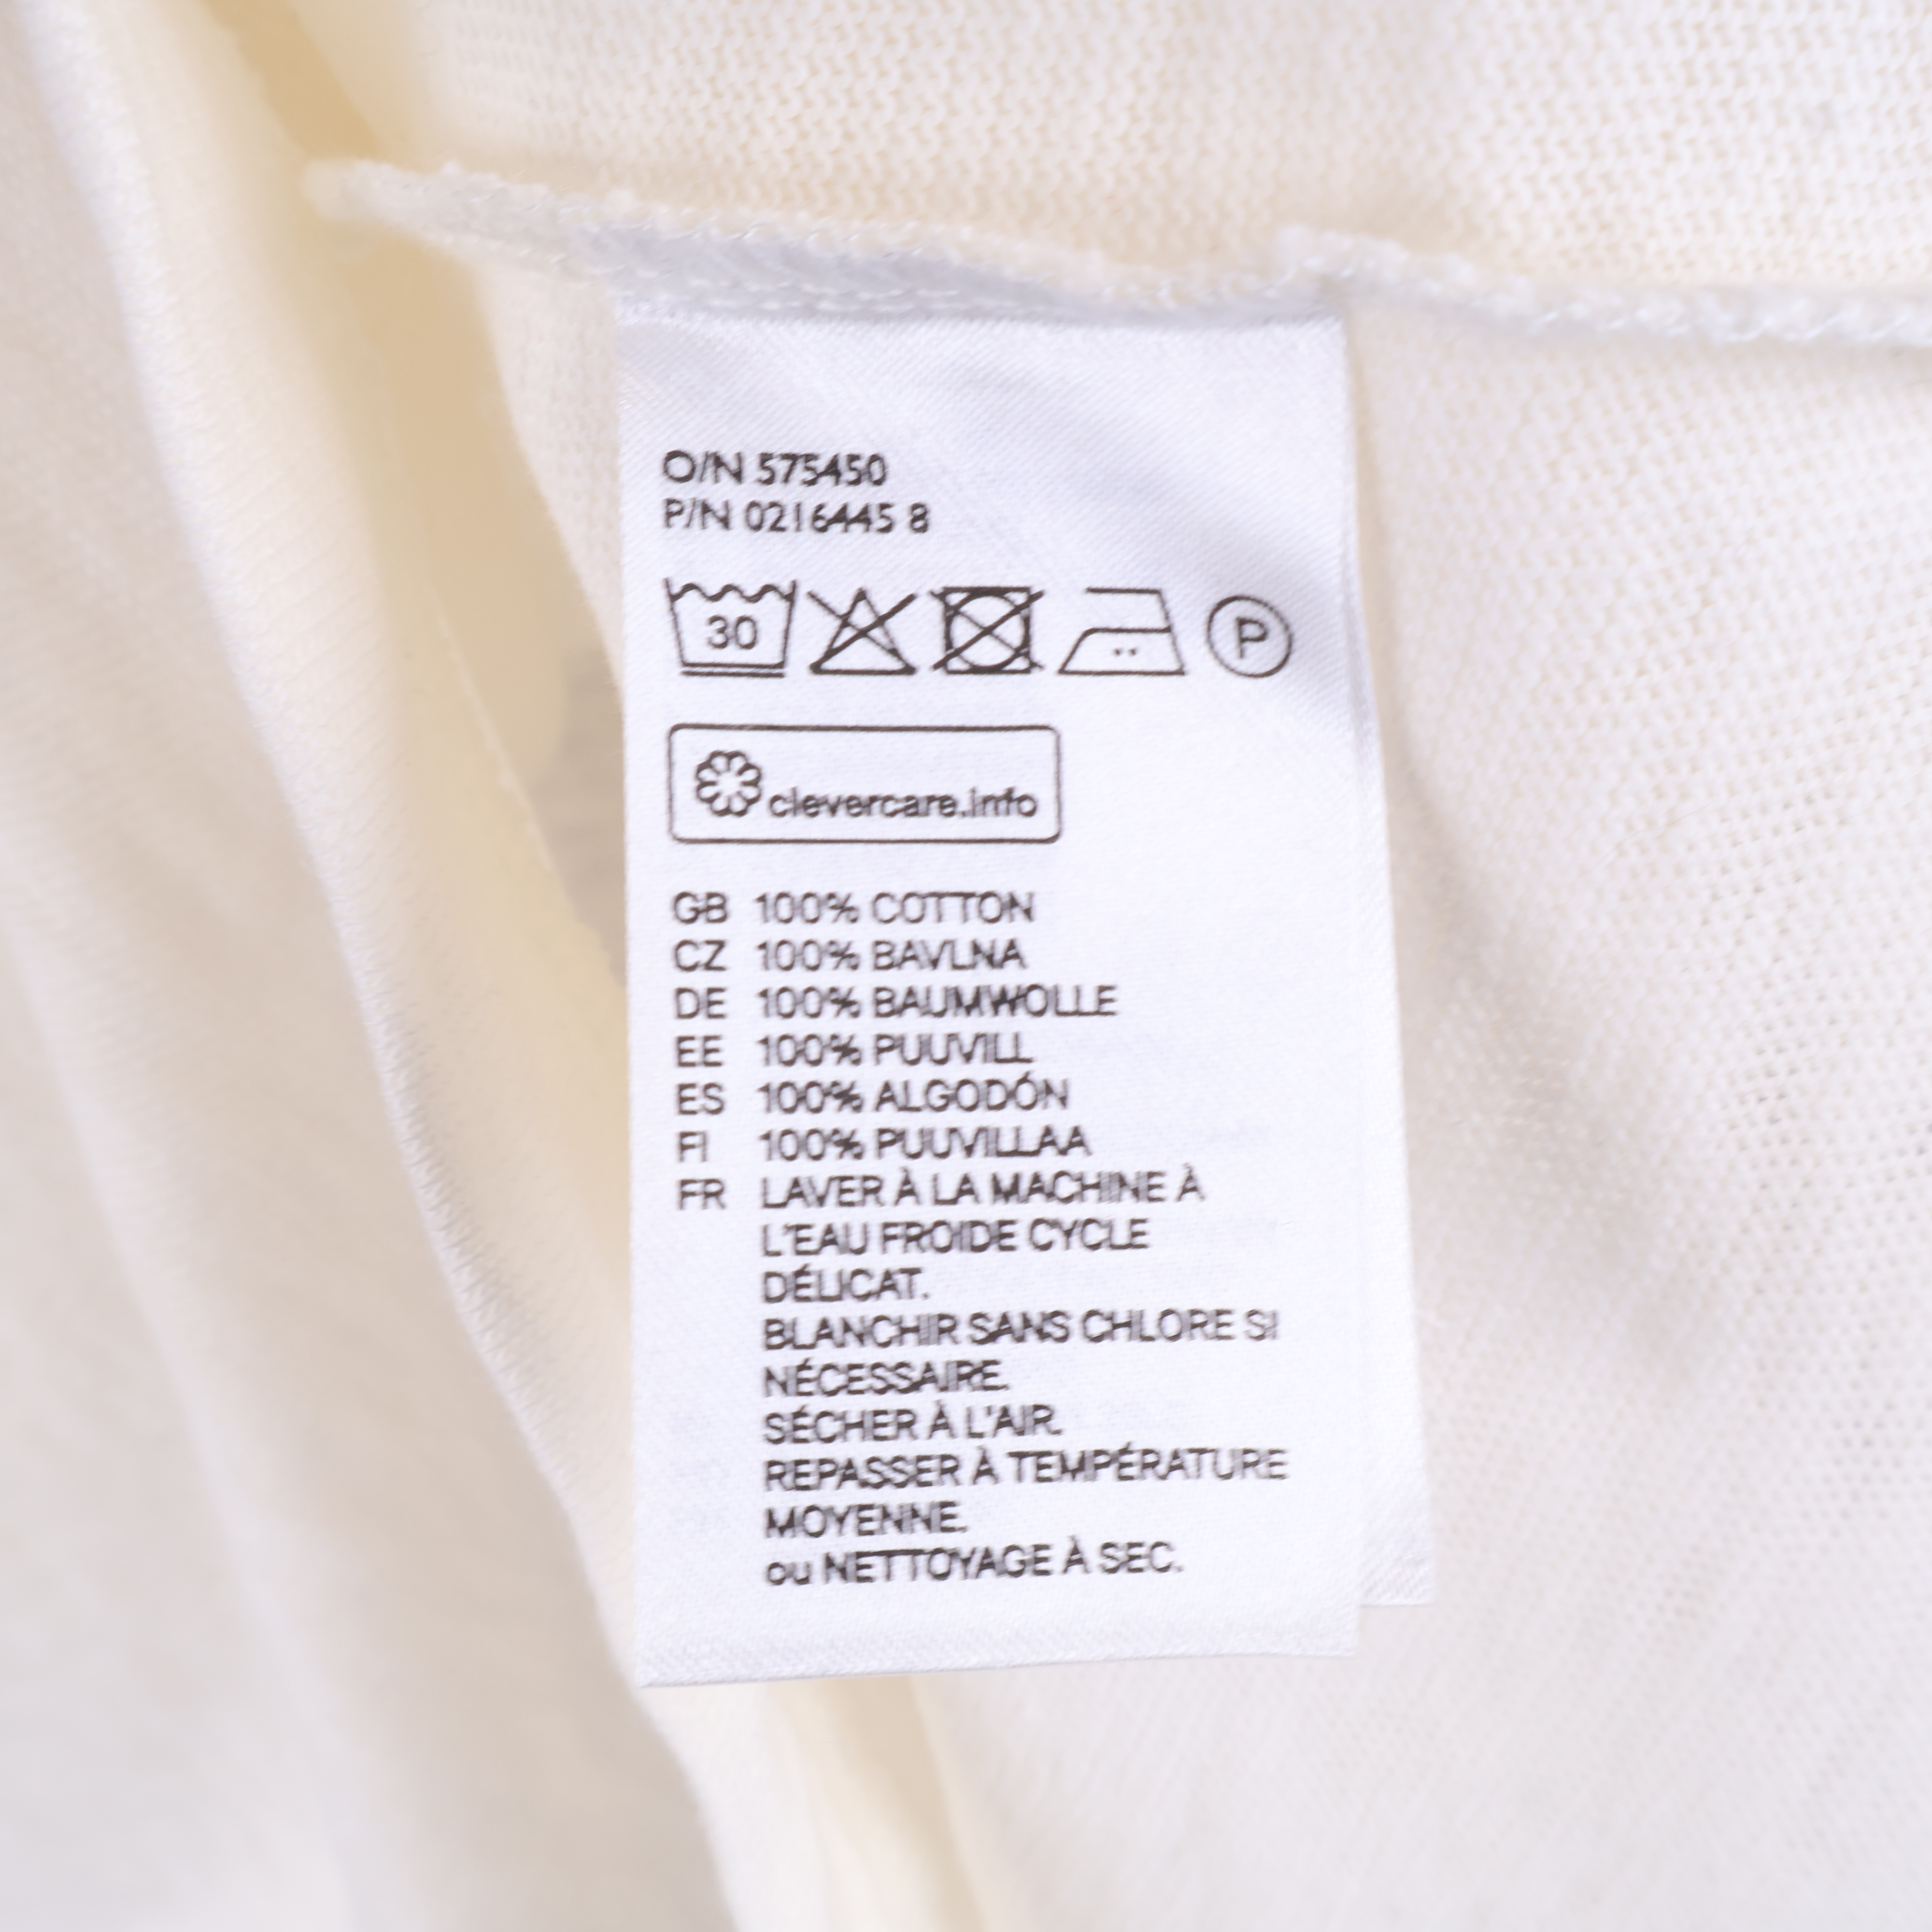 O/N 575450
P/N 0216445 8
30
P
clevercare.info
GB 100% COTTON
CZ 100% BAVLNA
DE 100% BAUMWOLLE
EE 100% PUUVILL
ES 100% ALGODÓN
FI 100% PUUVILLAA
FR LAVER À LA MACHINE À
L'EAU FROIDE CYCLE
DÉLICAT.
BLANCHIR SANS CHLORE SI
NÉCESSAIRE.
SÉCHER À L'AIR.
REPASSER À TEMPÉRATURE
MOYENNE.
ou NETTOYAGE À SEC.